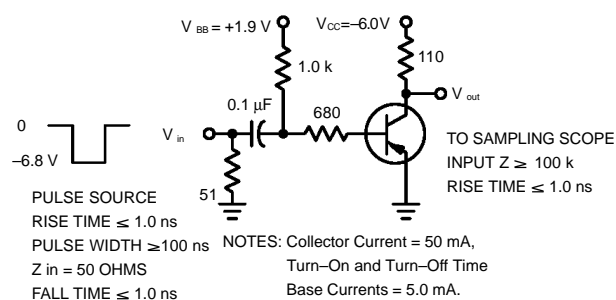 V BB = +1.9 V
VCC=–6.0V
1.0 k
110
V out
0.1 µF
680
V in
0
–6.8 V
51
TO SAMPLING SCOPE
INPUT Z ≥ 100 k
RISE TIME ≤ 1.0 ns
PULSE SOURCE
RISE TIME ≤ 1.0 ns
PULSE WIDTH ≥100 ns
Z in = 50 OHMS
FALL TIME ≤ 1.0 ns
NOTES: Collector Current = 50 mA,
Turn–On and Turn–Off Time
Base Currents = 5.0 mA.